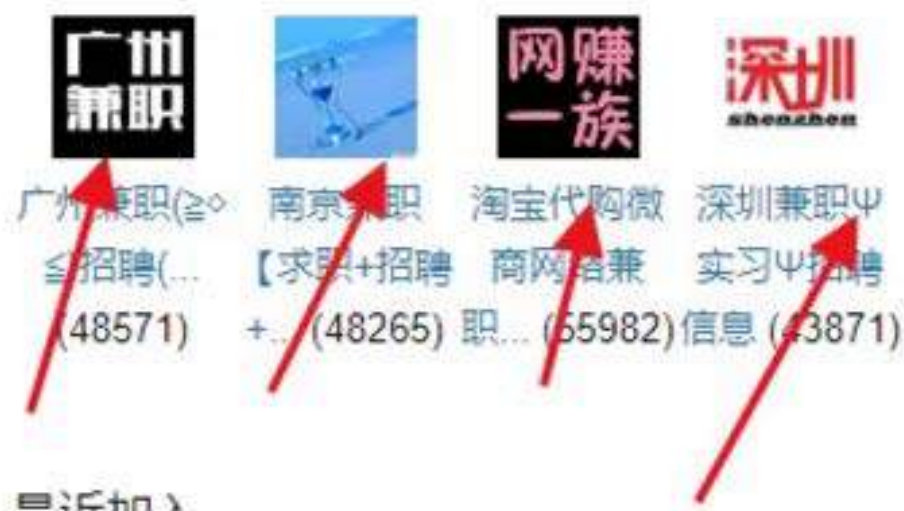 广州
兼职
网赚
一族
深圳
shenzhen
广州兼职(≧◇
≦)招聘(...
(48571)
南京兼职
【求职+招聘
+... (48265)
淘宝代购微
商网络兼
职... (55982)
深圳兼职Ψ
实习Ψ招聘
信息 (43871)
最近加入